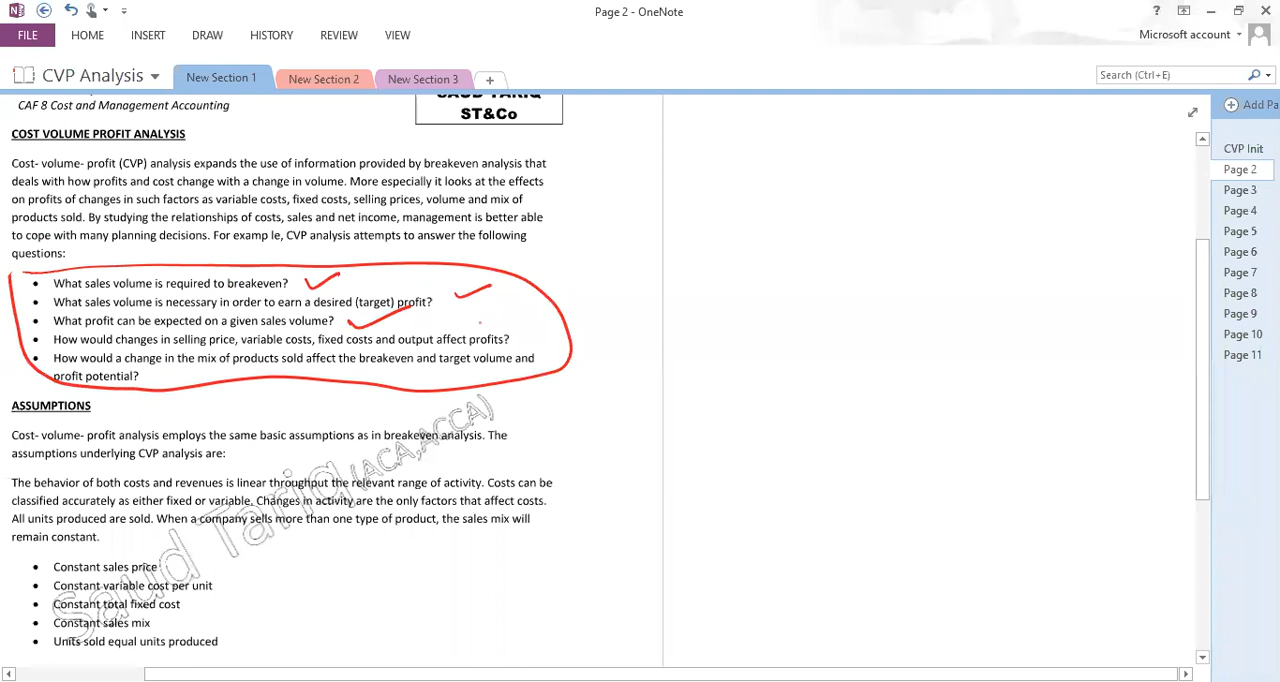 Page 2 - OneNote
FILE HOME INSERT DRAW HISTORY REVIEW VIEW
Microsoft account
CVP Analysis New Section 1 New Section 2 New Section 3 +
Search (Ctrl+E)
SAUD TARIQ
CAF 8 Cost and Management Accounting
ST&Co
COST VOLUME PROFIT ANALYSIS
Cost- volume- profit (CVP) analysis expands the use of information provided by breakeven analysis that
deals with how profits and cost change with a change in volume. More especially it looks at the effects
on profits of changes in such factors as variable costs, fixed costs, selling prices, volume and mix of
products sold. By studying the relationships of costs, sales and net income, management is better able
to cope with many planning decisions. For examp le, CVP analysis attempts to answer the following
questions:
• What sales volume is required to breakeven?
• What sales volume is necessary in order to earn a desired (target) profit?
• What profit can be expected on a given sales volume?
• How would changes in selling price, variable costs, fixed costs and output affect profits?
• How would a change in the mix of products sold affect the breakeven and target volume and
profit potential?
ASSUMPTIONS
Cost- volume- profit analysis employs the same basic assumptions as in breakeven analysis. The
assumptions underlying CVP analysis are:
The behavior of both costs and revenues is linear throughput the relevant range of activity. Costs can be
classified accurately as either fixed or variable. Changes in activity are the only factors that affect costs.
All units produced are sold. When a company sells more than one type of product, the sales mix will
remain constant.
• Constant sales price
• Constant variable cost per unit
• Constant total fixed cost
• Constant sales mix
• Units sold equal units produced
Saud Tariq (ACA,ACCA)
Add Pa
CVP Init
Page 2
Page 3
Page 4
Page 5
Page 6
Page 7
Page 8
Page 9
Page 10
Page 11